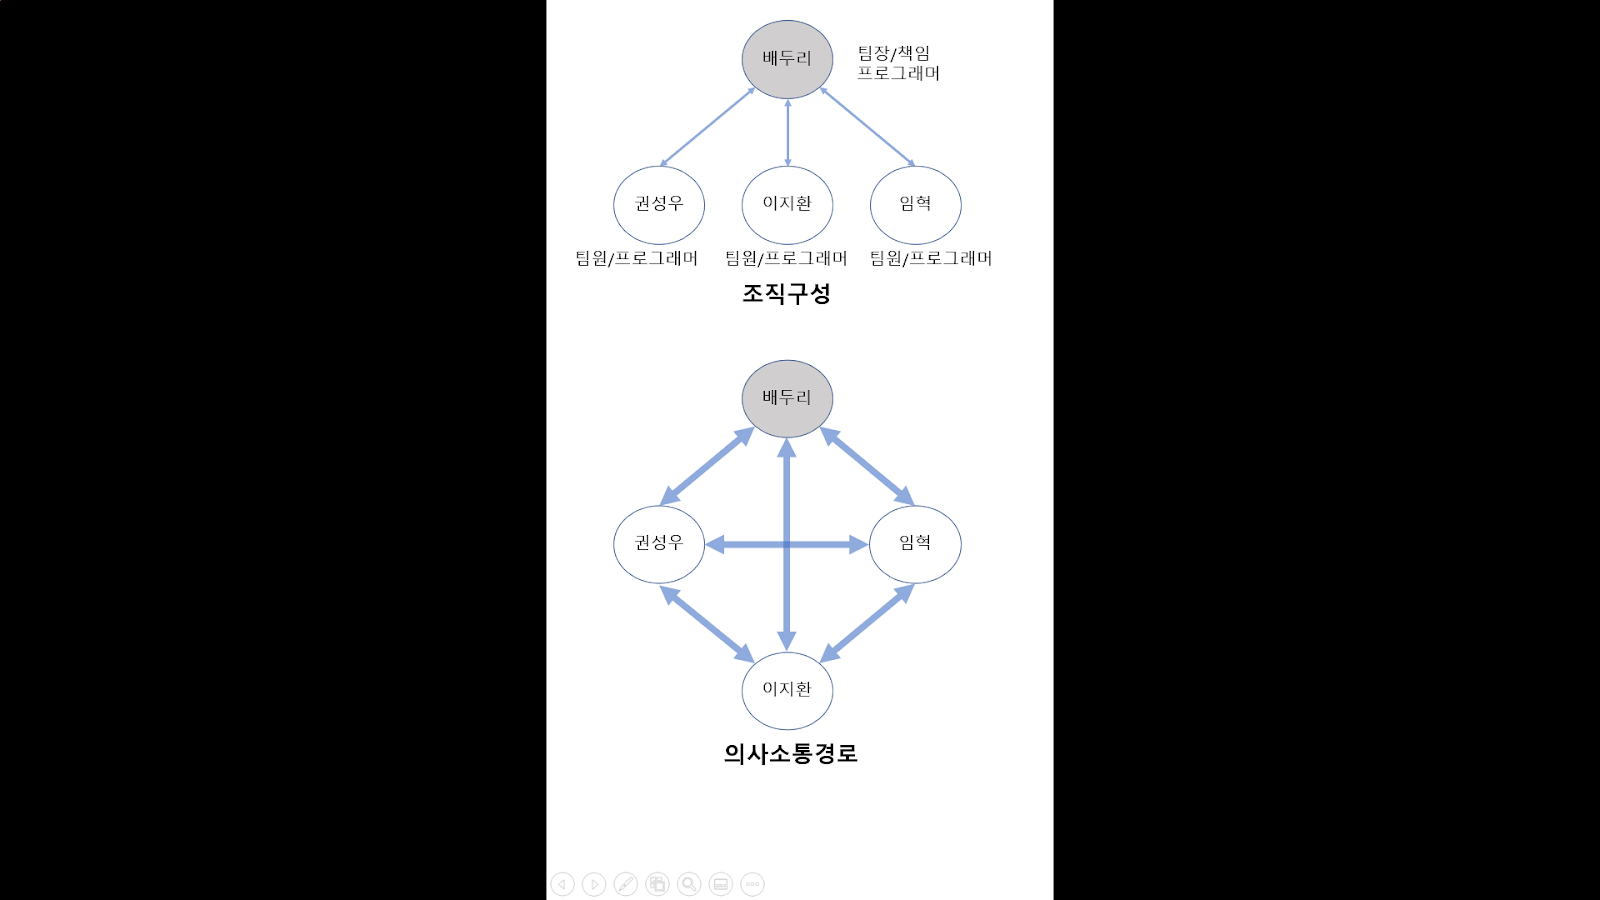 배두리
팀장/책임
프로그래머
권성우
이지환
임혁
팀원/프로그래머
팀원/프로그래머
팀원/프로그래머
조직구성
배두리
권성우
임혁
이지환
의사소통경로